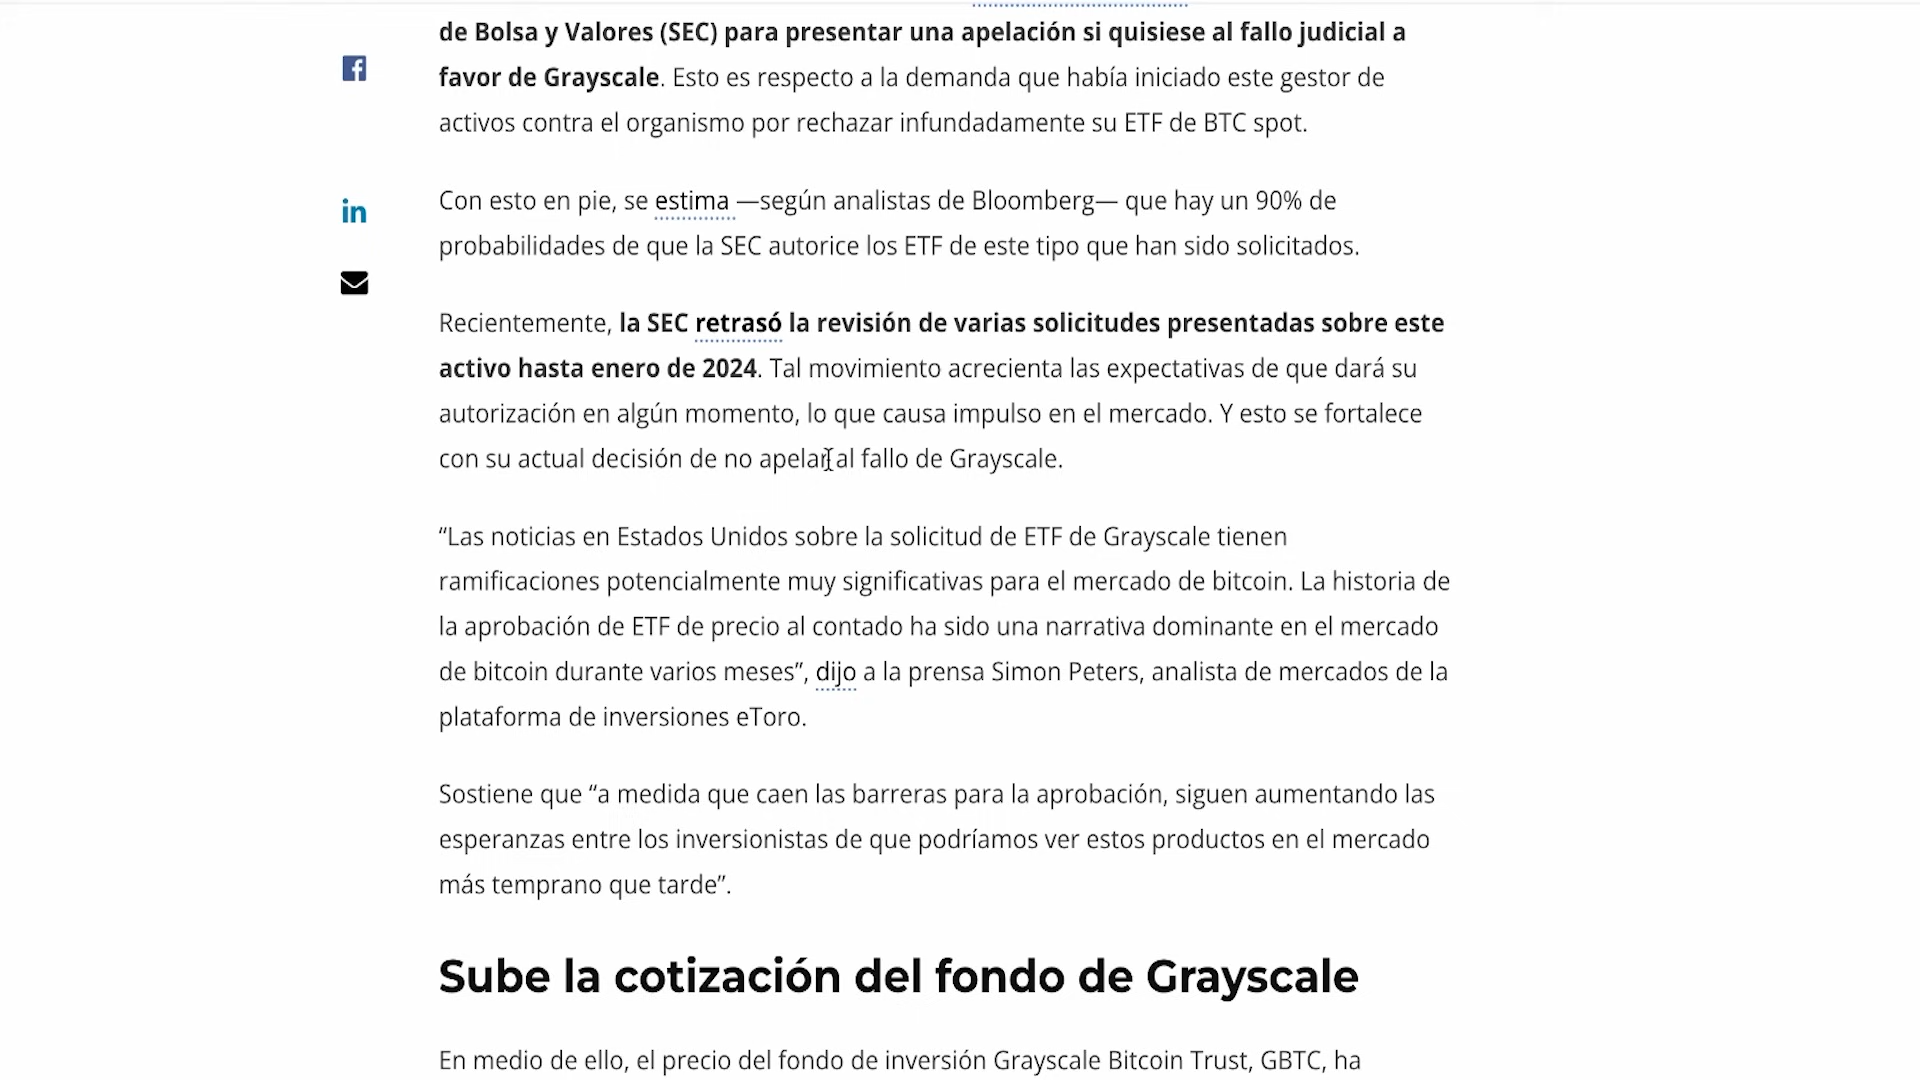 de Bolsa y Valores (SEC) para presentar una apelación si quisiese al fallo judicial a
favor de Grayscale. Esto es respecto a la demanda que había iniciado este gestor de
activos contra el organismo por rechazar infundadamente su ETF de BTC spot.
Con esto en pie, se estima —según analistas de Bloomberg— que hay un 90% de
probabilidades de que la SEC autorice los ETF de este tipo que han sido solicitados.
Recientemente, la SEC retrasó la revisión de varias solicitudes presentadas sobre este
activo hasta enero de 2024. Tal movimiento acrecienta las expectativas de que dará su
autorización en algún momento, lo que causa impulso en el mercado. Y esto se fortalece
con su actual decisión de no apelar al fallo de Grayscale.
“Las noticias en Estados Unidos sobre la solicitud de ETF de Grayscale tienen
ramificaciones potencialmente muy significativas para el mercado de bitcoin. La historia de
la aprobación de ETF de precio al contado ha sido una narrativa dominante en el mercado
de bitcoin durante varios meses”, dijo a la prensa Simon Peters, analista de mercados de la
plataforma de inversiones eToro.
Sostiene que “a medida que caen las barreras para la aprobación, siguen aumentando las
esperanzas entre los inversionistas de que podríamos ver estos productos en el mercado
más temprano que tarde”.
Sube la cotización del fondo de Grayscale
En medio de ello, el precio del fondo de inversión Grayscale Bitcoin Trust, GBTC, ha